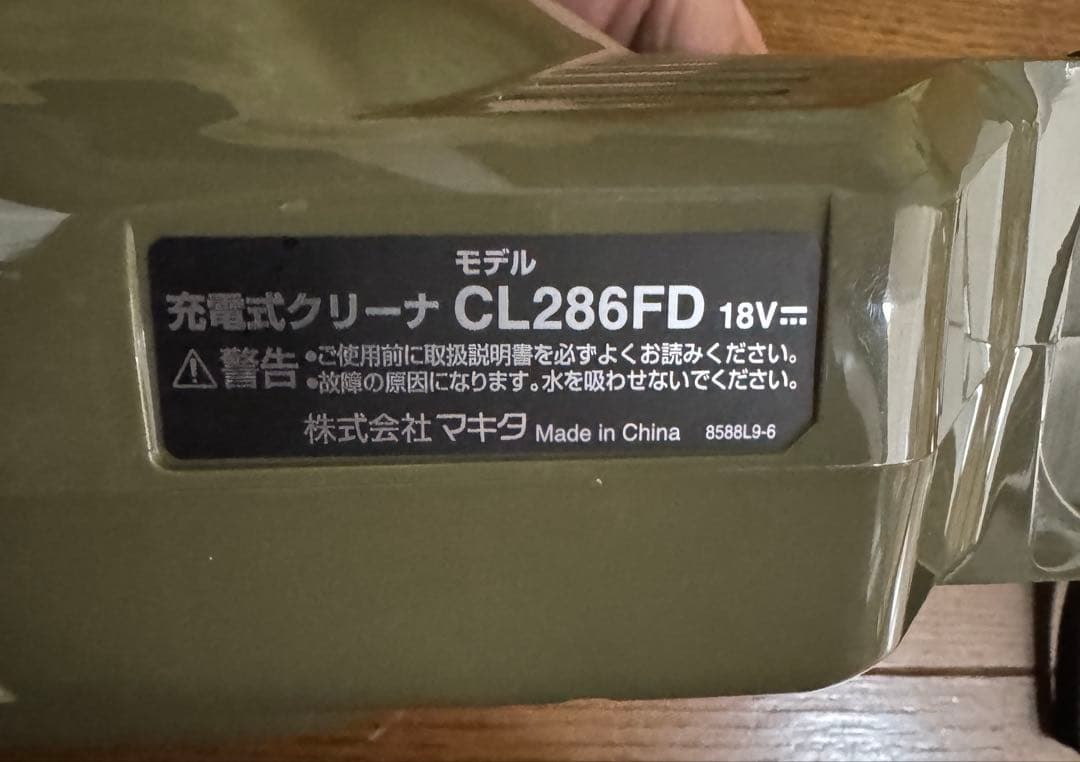 モデル
充電式クリーナ CL286FD 18V⎓
⚠警告 •ご使用前に取扱説明書を必ずよくお読みください。
•故障の原因になります。水を吸わせないでください。
株式会社マキタ Made in China 8588L9-6